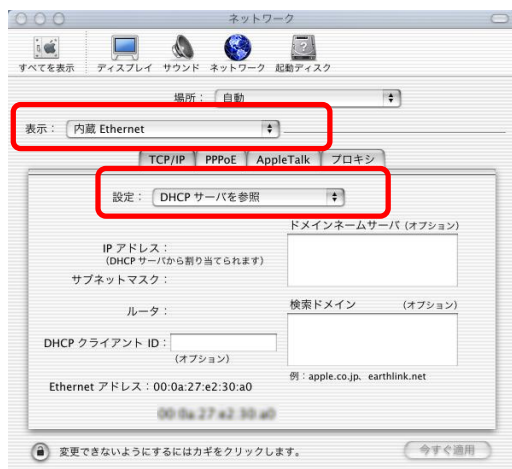 ネットワーク
すべてを表示 ディスプレイ サウンド ネットワーク 起動ディスク
場所： 自動
表示： 内蔵 Ethernet
TCP/IP PPPoE AppleTalk プロキシ
設定： DHCP サーバを参照
ドメインネームサーバ (オプション)
IP アドレス：
(DHCP サーバから割り当てられます)
サブネットマスク：
ルータ：
検索ドメイン (オプション)
DHCP クライアント ID：
(オプション)
例：apple.co.jp、earthlink.net
Ethernet アドレス：00:0a:27:e2:30:a0
00:0a:27:e2:30:a0
変更できないようにするにはカギをクリックします。
今すぐ適用